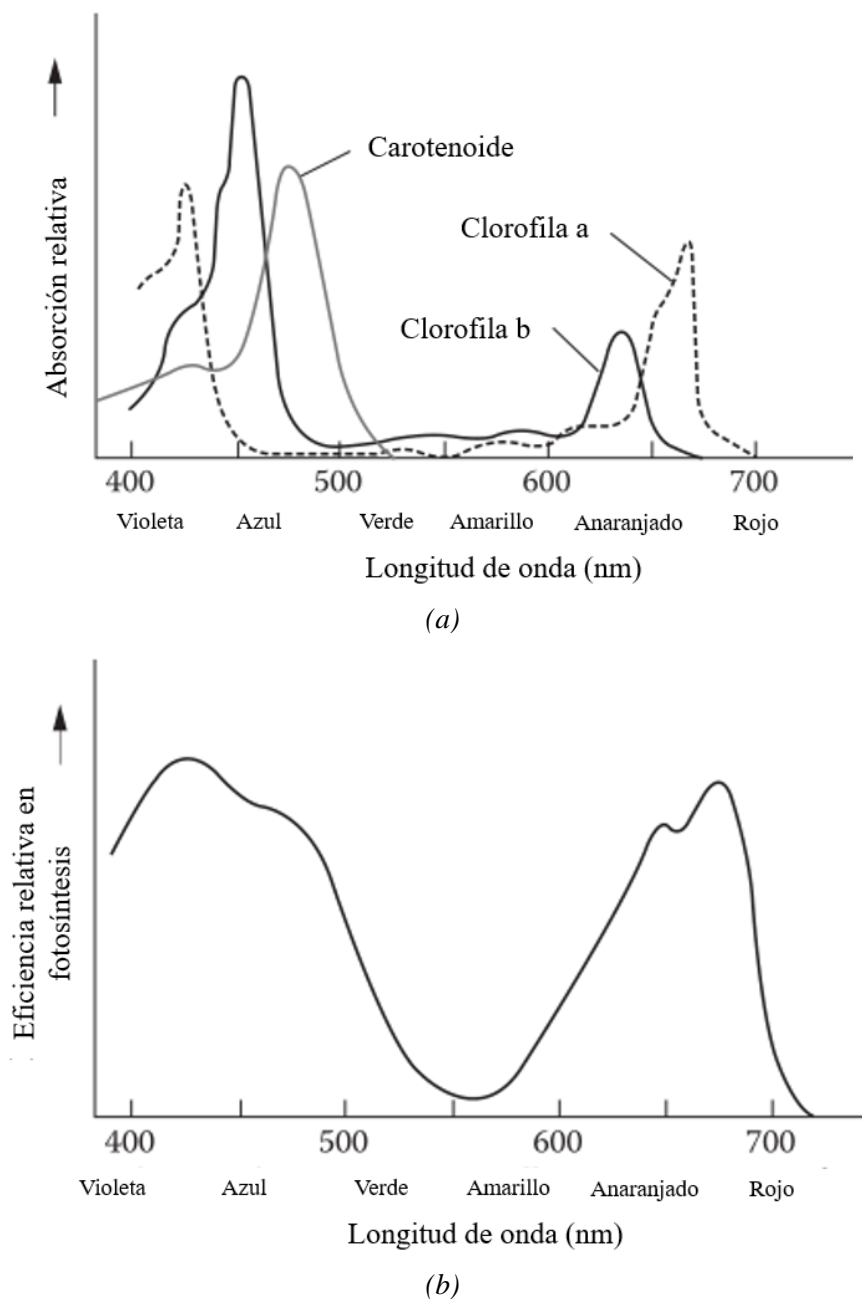 Absorción relativa
Carotenoide
Clorofila a
Clorofila b
400 500 600 700
Violeta Azul Verde Amarillo Anaranjado Rojo
Longitud de onda (nm)
(a)
Eficiencia relativa en
fotosíntesis
400 500 600 700
Violeta Azul Verde Amarillo Anaranjado Rojo
Longitud de onda (nm)
(b)